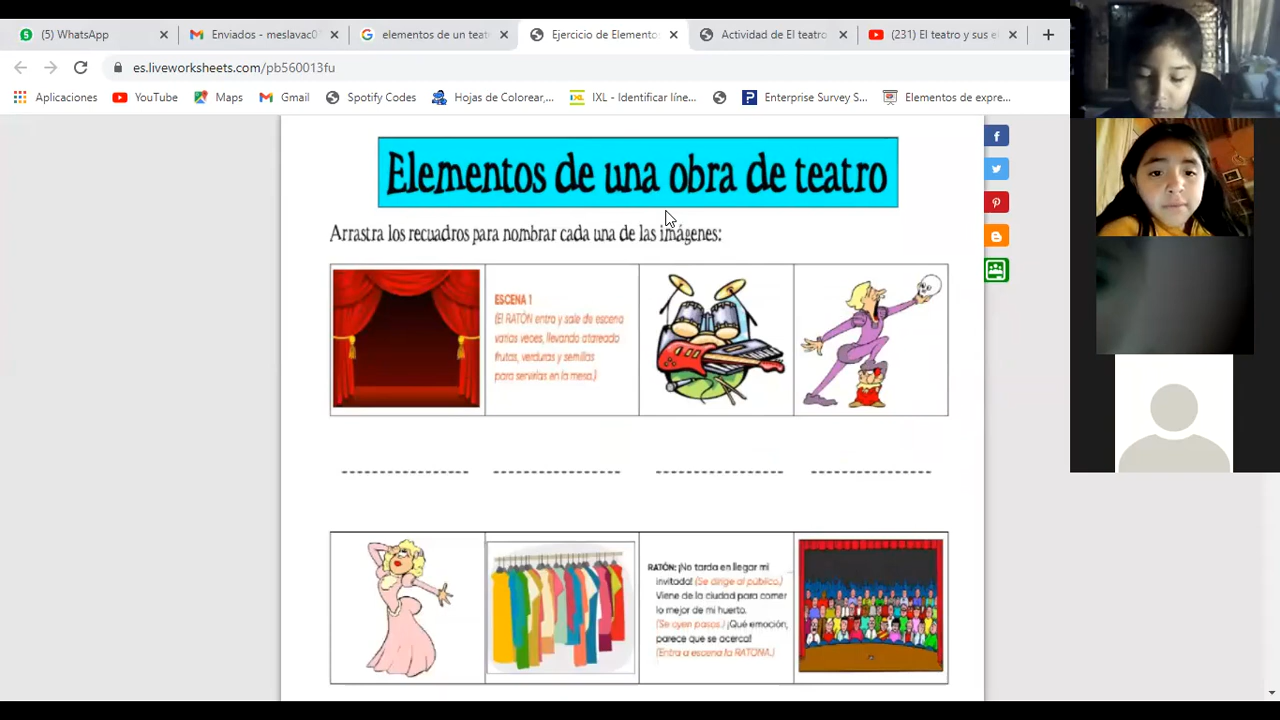 (5) WhatsApp
Enviados - meslavac0
elementos de un teat
Ejercicio de Elemento
Actividad de El teatro
(231) El teatro y sus e
es.liveworksheets.com/pb560013fu
Aplicaciones
YouTube
Maps
Gmail
Spotify Codes
Hojas de Colorear,...
IXL - Identificar líne...
Enterprise Survey S...
Elementos de expre...
Elementos de una obra de teatro
Arrastra los recuadros para nombrar cada una de las imágenes:
ESCENA 1
(El RATÓN entra y sale de escena
varias veces, llevando atareado
frutas, verduras y semillas
para servirlas en la mesa.)
RATÓN: ¡No tarda en llegar mi
invitada! (Se dirige al público.)
Viene de la ciudad para comer
lo mejor de mi huerto.
(Se oyen pasos.) ¡Qué emoción,
parece que se acerca!
(Entra a escena la RATONA.)